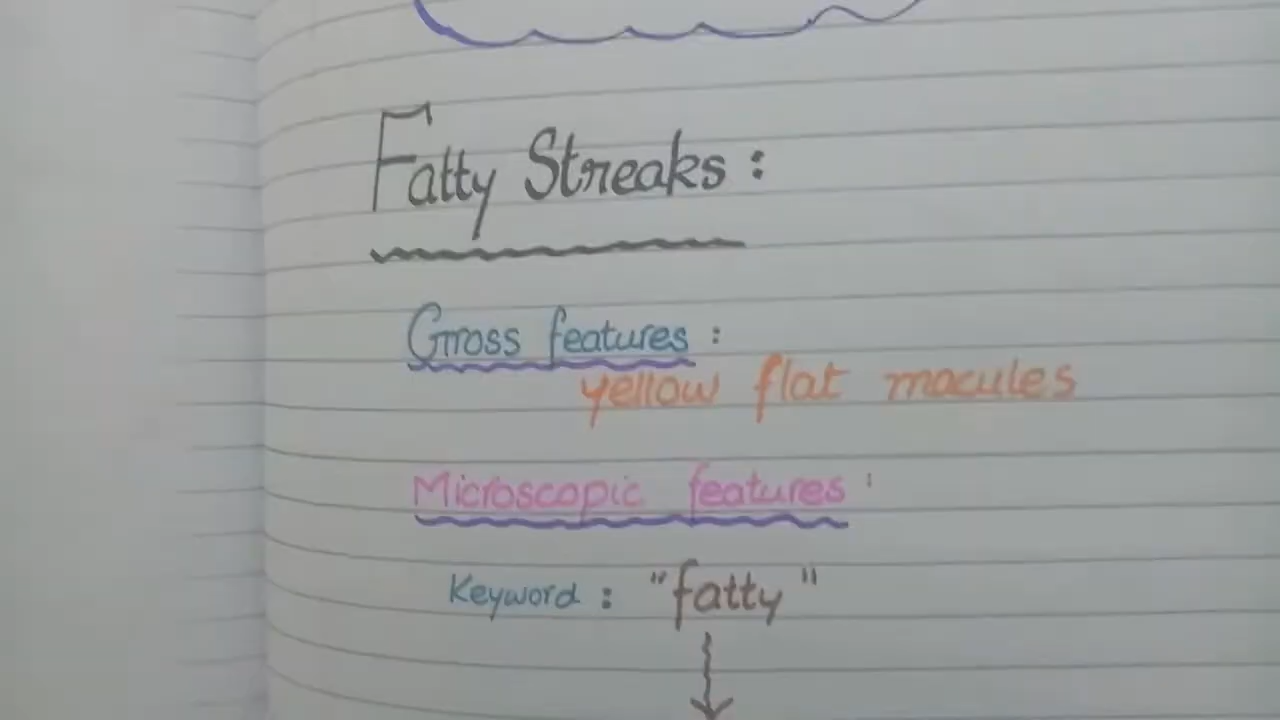 Fatty Streaks :
Gross features :
yellow flat macules
Microscopic features :
Keyword : "fatty"